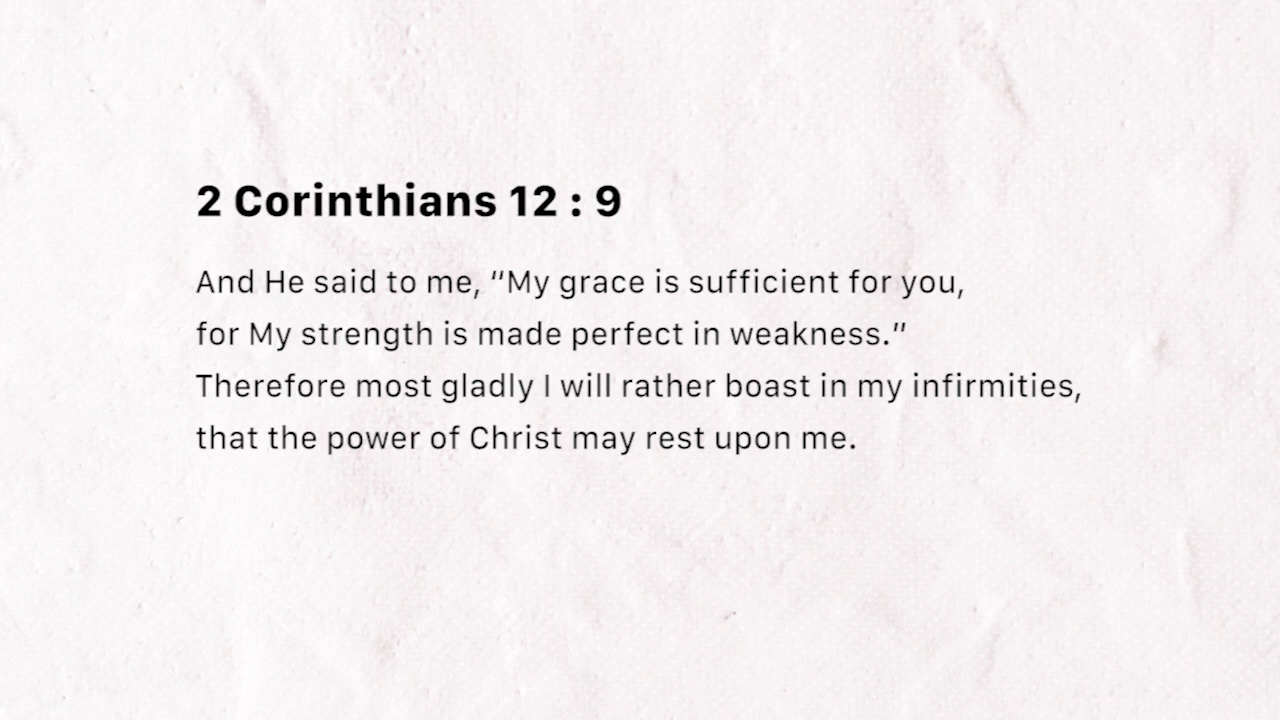 2 Corinthians 12 : 9
And He said to me, “My grace is sufficient for you,
for My strength is made perfect in weakness.”
Therefore most gladly I will rather boast in my infirmities,
that the power of Christ may rest upon me.